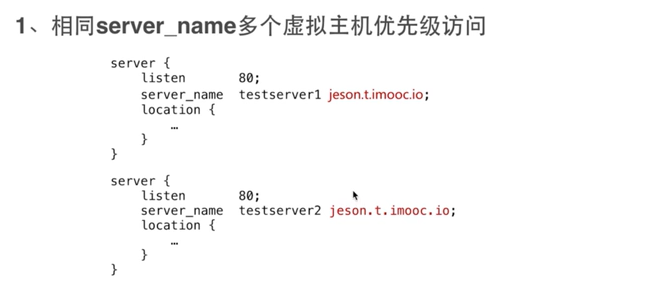 1、相同server_name多个虚拟主机优先级访问
server {
listen 80;
server_name testserver1 jeson.t.imooc.io;
location {
…
}
}
server {
listen 80;
server_name testserver2 jeson.t.imooc.io;
location {
…
}
}